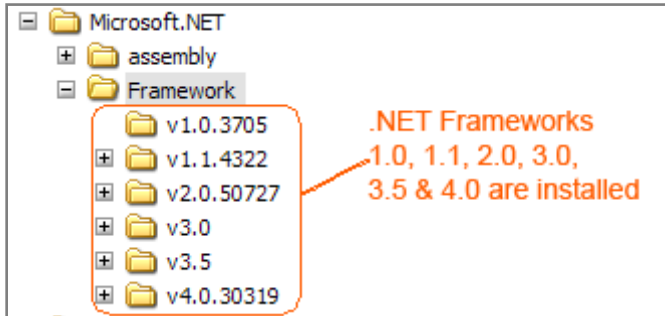 Microsoft.NET
assembly
Framework
v1.0.3705
v1.1.4322
v2.0.50727
v3.0
v3.5
v4.0.30319
.NET Frameworks
1.0, 1.1, 2.0, 3.0,
3.5 & 4.0 are installed